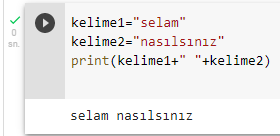 kelime1="selam"
0
kelime2="nasılsınız"
sn.
print(kelime1+" "+kelime2)
selam nasılsınız